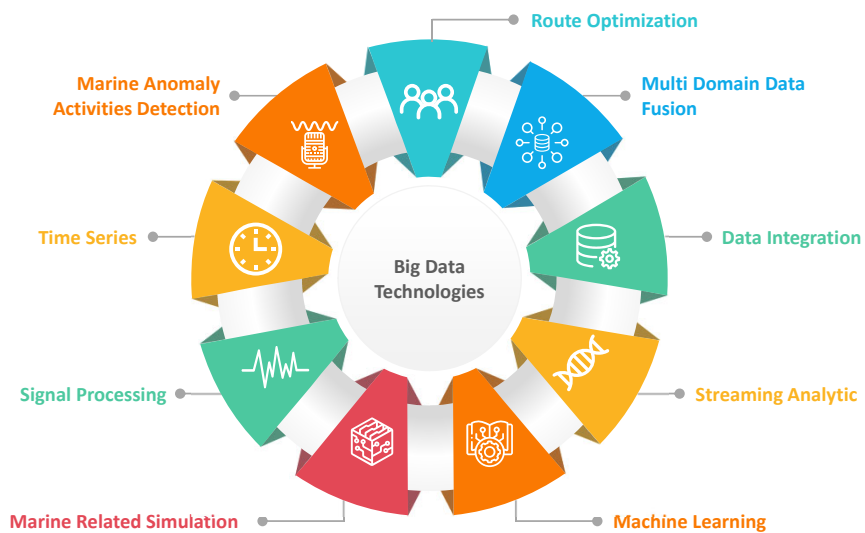 Route Optimization
Marine Anomaly
Activities Detection
Multi Domain Data
Fusion
Time Series
Data Integration
Big Data
Technologies
Signal Processing
Streaming Analytic
Marine Related Simulation
Machine Learning